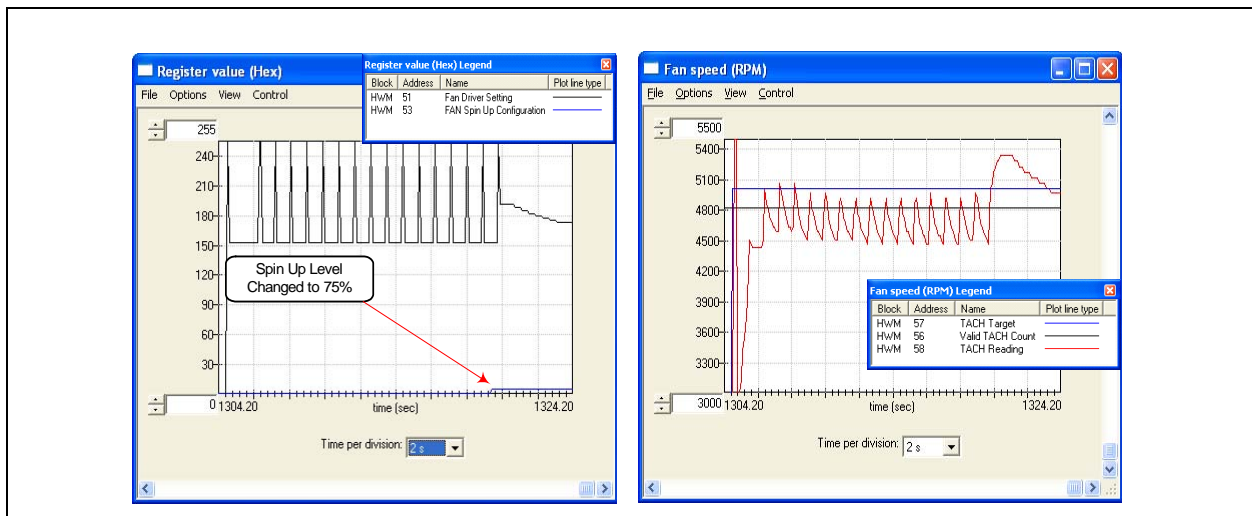 Register value (Hex)
File Options View Control
Register value (Hex) Legend
Block Address Name Plot line type
HWM 51 Fan Driver Setting
HWM 53 FAN Spin Up Configuration
255
240
210
180
150
120
90
60
30
0
Spin Up Level
Changed to 75%
1304.20 time (sec) 1324.20
Time per division: 2 s
Fan speed (RPM)
File Options View Control
5500
5400
5100
4800
4500
4200
3900
3600
3300
3000
Fan speed (RPM) Legend
Block Address Name Plot line type
HWM 57 TACH Target
HWM 56 Valid TACH Count
HWM 58 TACH Reading
1304.20 time (sec) 1324.20
Time per division: 2 s